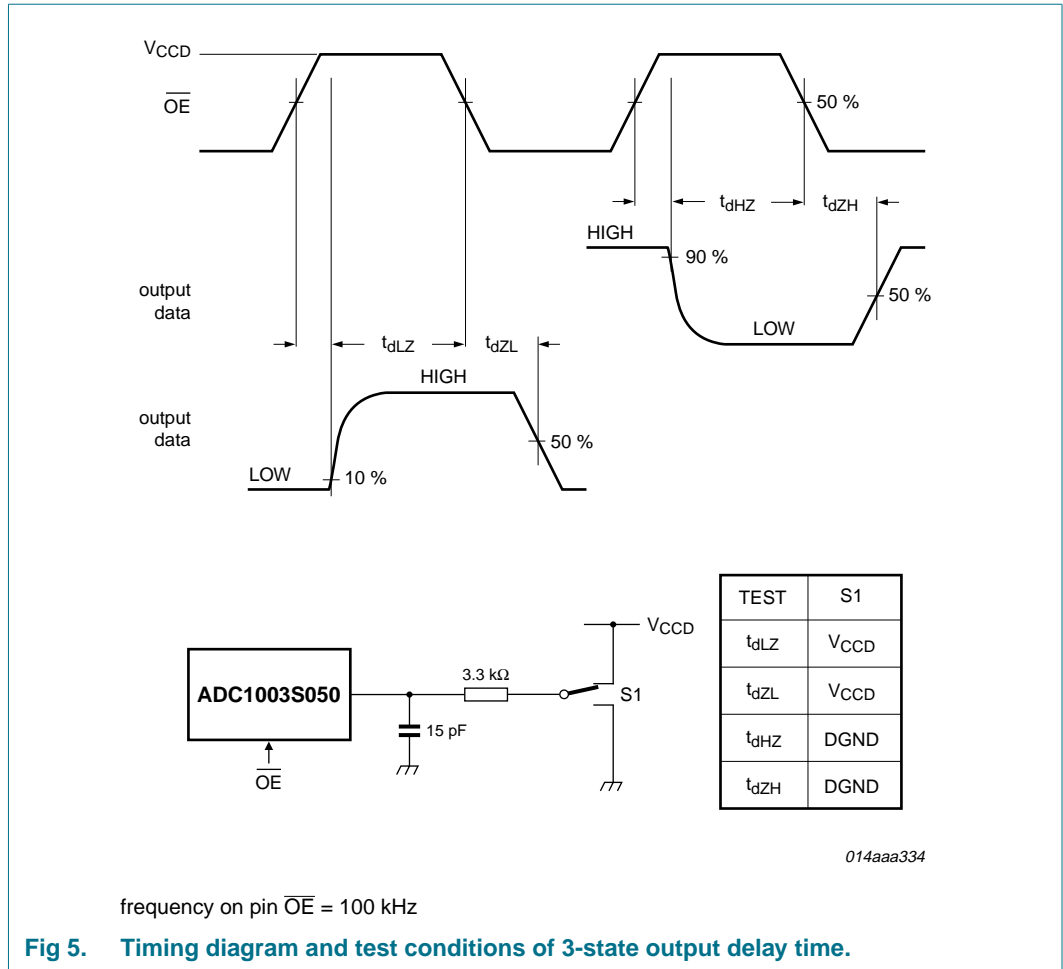 VCCD
OE
50 %
tdHZ
tdZH
HIGH
90 %
output
data
50 %
LOW
tdLZ
tdZL
HIGH
output
data
50 %
LOW
10 %
TEST S1
tdLZ VCCD
tdZL VCCD
tdHZ DGND
tdZH DGND
VCCD
3.3 kΩ
S1
ADC1003S050
15 pF
OE
014aaa334
frequency on pin OE = 100 kHz
Fig 5. Timing diagram and test conditions of 3-state output delay time.